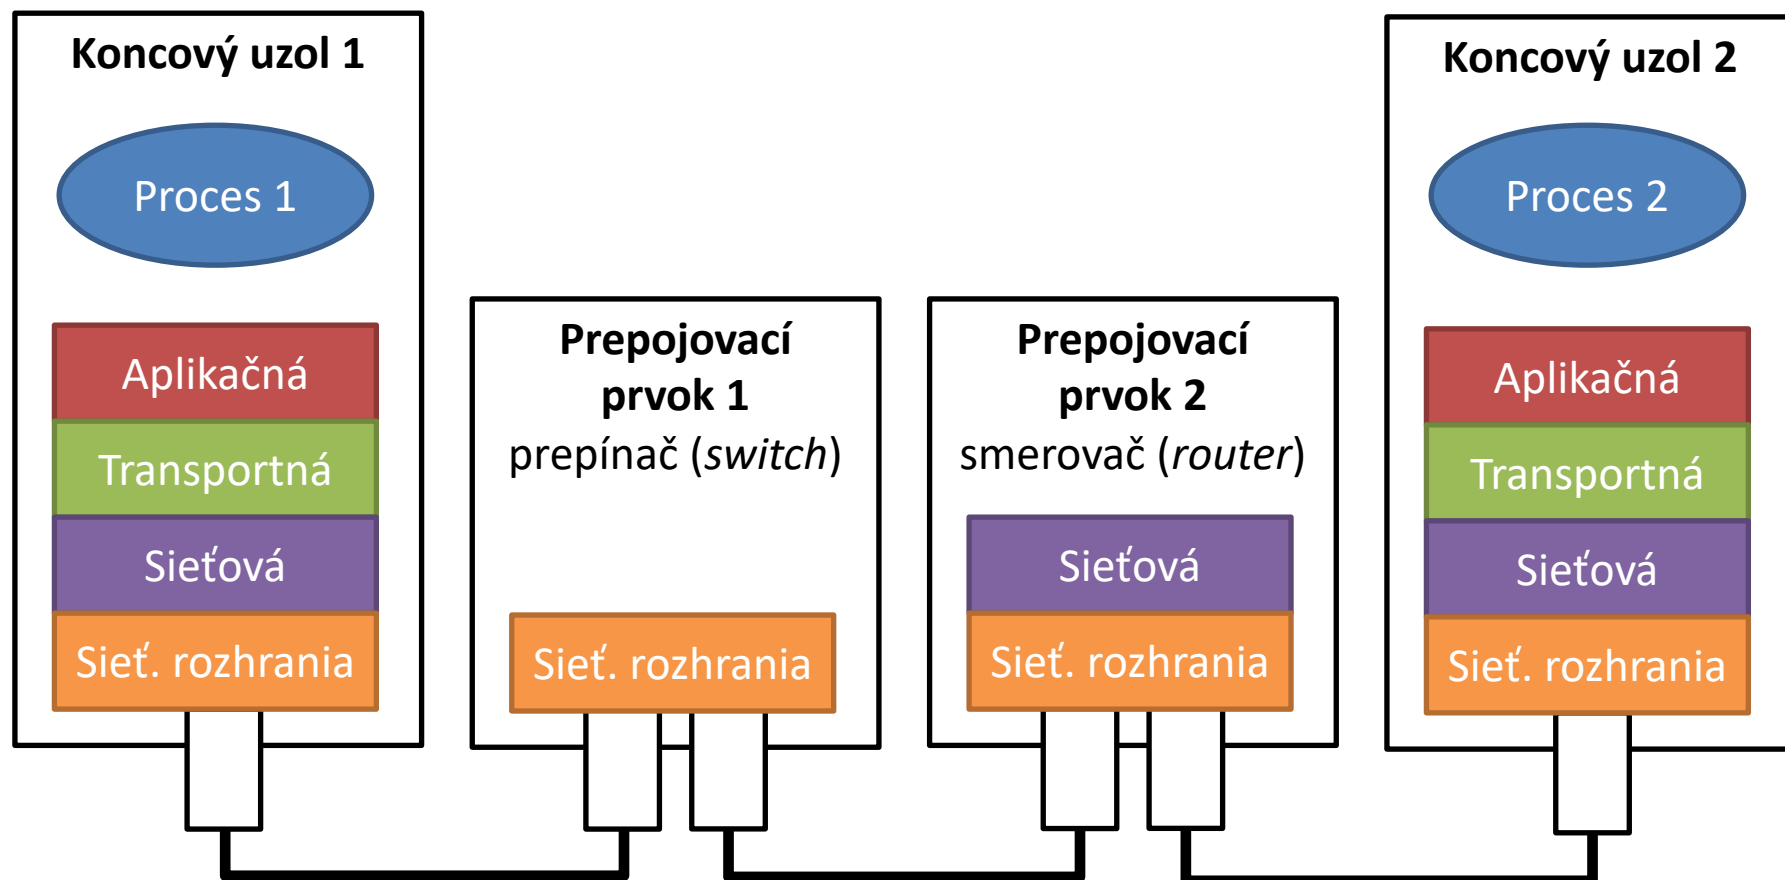 Koncový uzol 1
Proces 1
Aplikačná
Transportná
Sieťová
Sieť. rozhrania
Prepojovací
prvok 1
prepínač (switch)
Sieť. rozhrania
Prepojovací
prvok 2
smerovač (router)
Sieťová
Sieť. rozhrania
Koncový uzol 2
Proces 2
Aplikačná
Transportná
Sieťová
Sieť. rozhrania